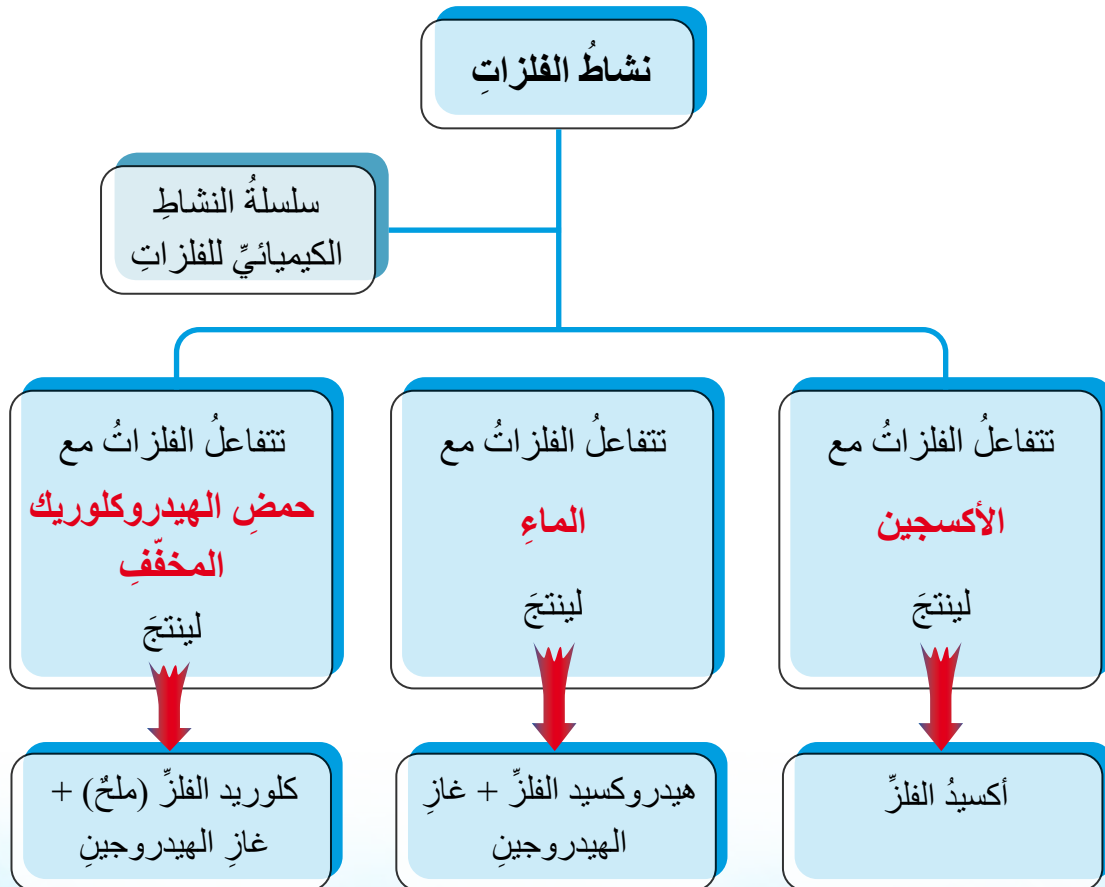 نشاطُ الفلزاتِ
سلسلةُ النشاطِ
الكيميائيِّ للفلزاتِ
تتفاعلُ الفلزاتُ مع
الأكسجين
لينتجَ
أكسيدُ الفلزِّ
تتفاعلُ الفلزاتُ مع
الماءِ
لينتجَ
هيدروكسيد الفلزِّ + غازِ
الهيدروجينِ
تتفاعلُ الفلزاتُ مع
حمضِ الهيدروكلوريك
المخفّفِ
لينتجَ
كلوريد الفلزِّ (ملحٌ) +
غازِ الهيدروجينِ